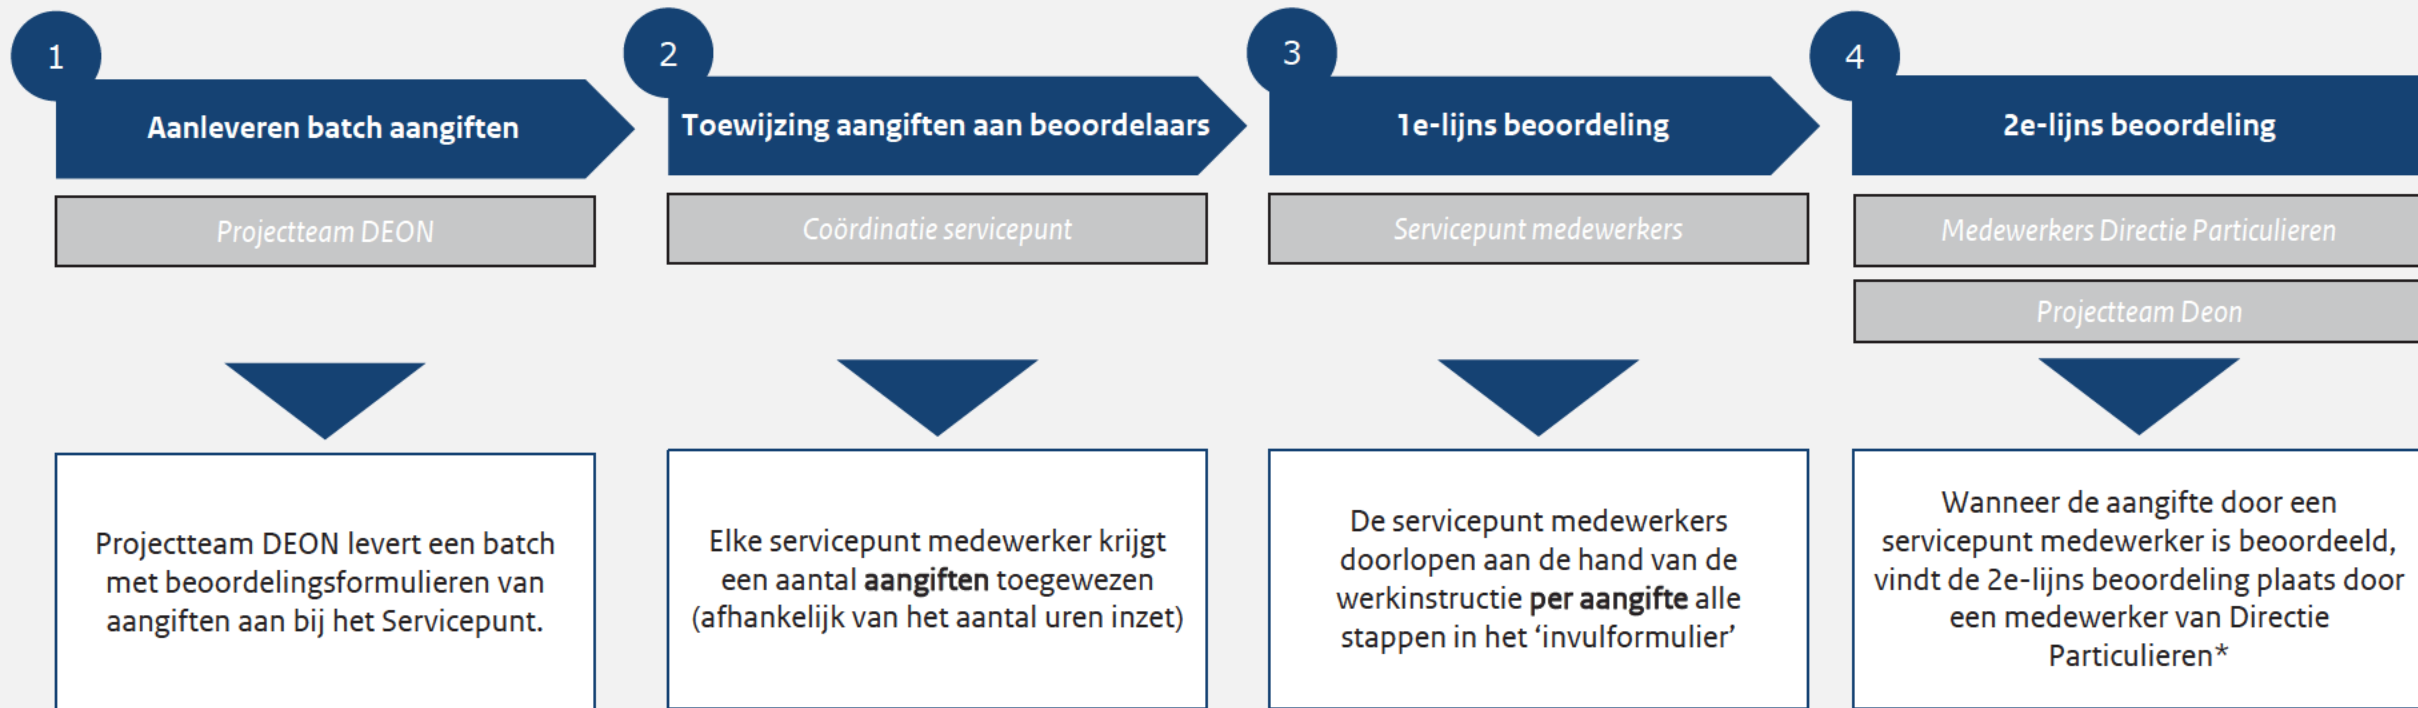 1
Aanleveren batch aangiften
Projectteam DEON
Projectteam DEON levert een batch
met beoordelingsformulieren van
aangiften aan bij het Servicepunt.
2
Toewijzing aangiften aan beoordelaars
Coördinatie servicepunt
Elke servicepunt medewerker krijgt
een aantal aangiften toegewezen
(afhankelijk van het aantal uren inzet)
3
1e-lijns beoordeling
Servicepunt medewerkers
De servicepunt medewerkers
doorlopen aan de hand van de
werkinstructie per aangifte alle
stappen in het ‘invulformulier’
4
2e-lijns beoordeling
Medewerkers Directie Particulieren
Projectteam Deon
Wanneer de aangifte door een
servicepunt medewerker is beoordeeld,
vindt de 2e-lijns beoordeling plaats door
een medewerker van Directie
Particulieren*